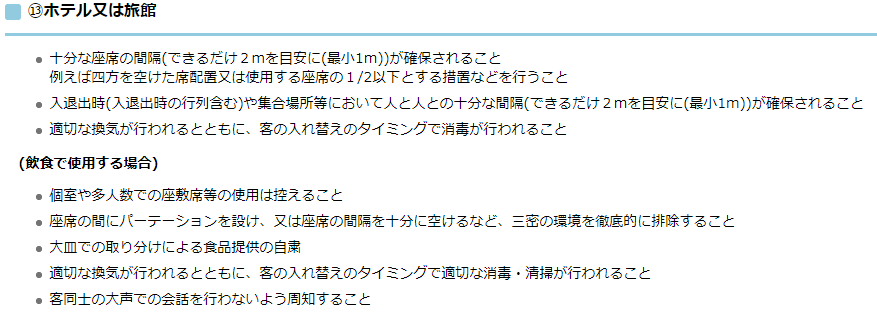 ⑬ホテル又は旅館
十分な座席の間隔(できるだけ２ｍを目安に(最小1ｍ))が確保されること
例えば四方を空けた席配置又は使用する座席の１/2以下とする措置などを行うこと
入退出時(入退出時の行列含む)や集合場所等において人と人との十分な間隔(できるだけ２ｍを目安に(最小1ｍ))が確保されること
適切な換気が行われるとともに、客の入れ替えのタイミングで消毒が行われること
(飲食で使用する場合)
個室や多人数での座敷席等の使用は控えること
座席の間にパーテーションを設け、又は座席の間隔を十分に空けるなど、三密の環境を徹底的に排除すること
大皿での取り分けによる食品提供の自粛
適切な換気が行われるとともに、客の入れ替えのタイミングで適切な消毒・清掃が行われること
客同士の大声での会話を行わないよう周知すること